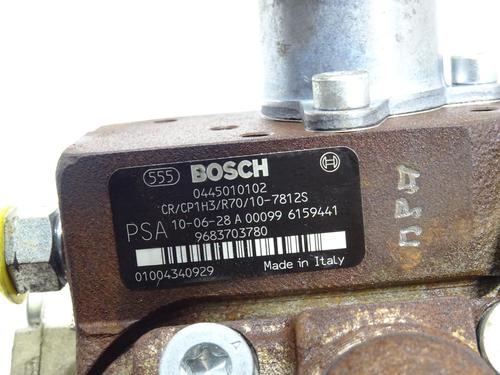 555 BOSCH
0445010102
CR/CP1H3/R70/10-7812S
PSA 10-06-28 A 00099 6159441
9683703780
01004340929 Made in Italy